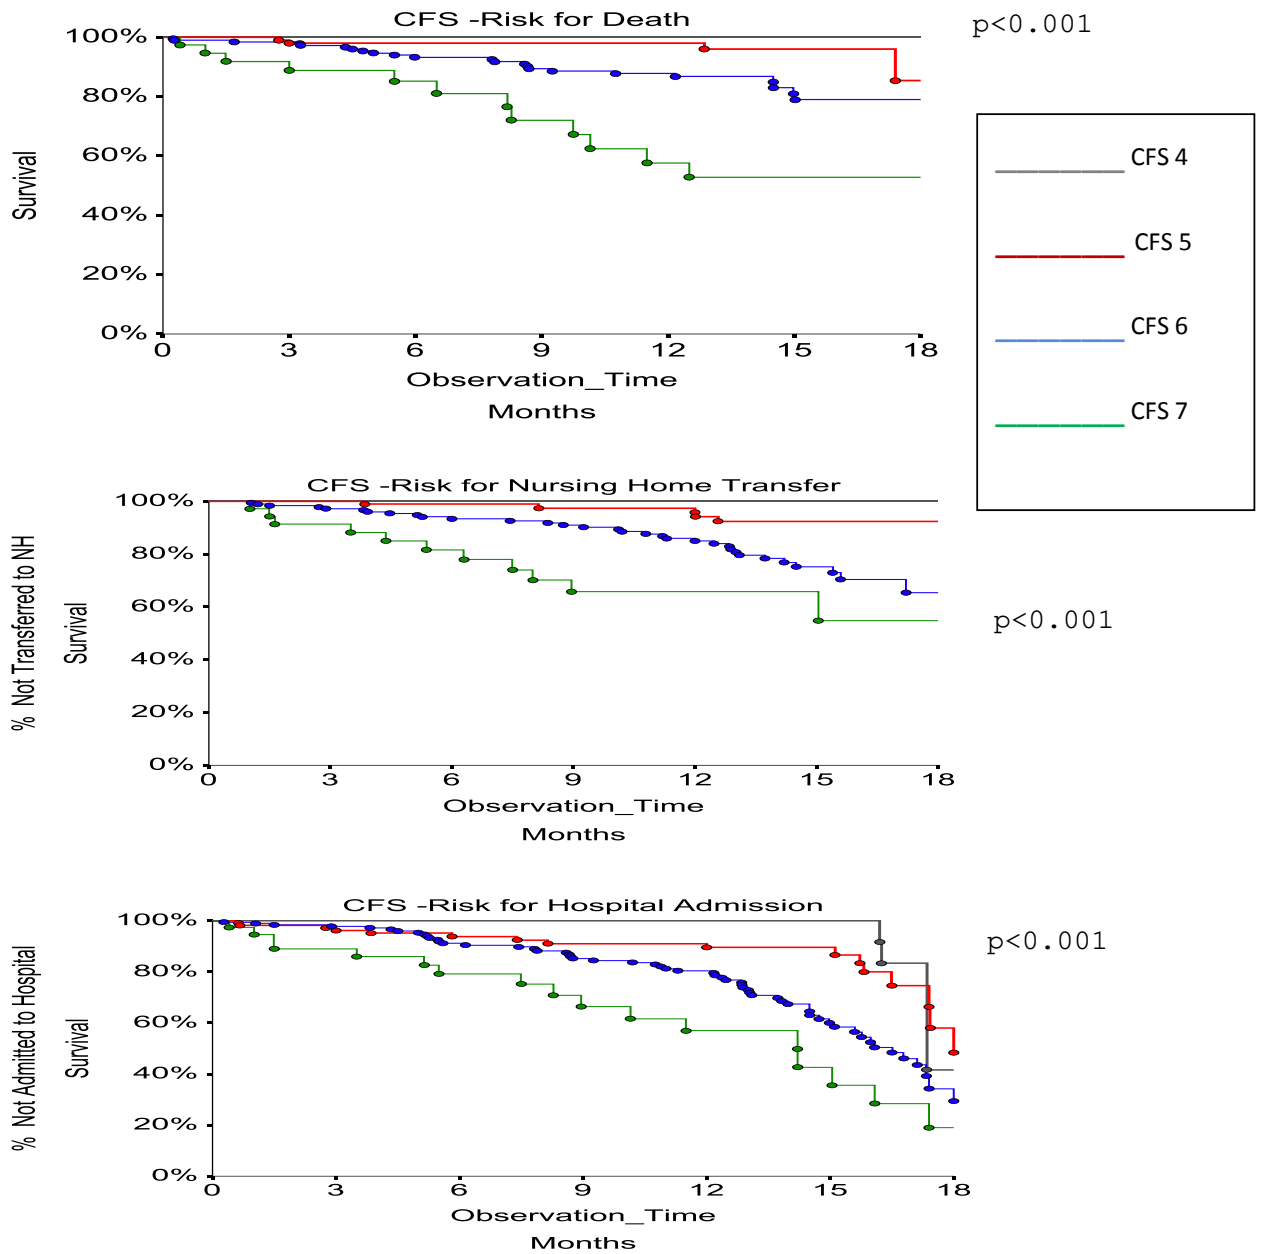 CFS -Risk for Death
p<0.001
100%
80%
60%
40%
20%
0%
Survival
0 3 6 9 12 15 18
Observation_Time
Months
CFS 4
CFS 5
CFS 6
CFS 7
CFS -Risk for Nursing Home Transfer
100%
80%
60%
40%
20%
0%
% Not Transferred to NH
Survival
p<0.001
0 3 6 9 12 15 18
Observation_Time
Months
CFS -Risk for Hospital Admission
100%
80%
60%
40%
20%
0%
% Not Admitted to Hospital
Survival
p<0.001
0 3 6 9 12 15 18
Observation_Time
Months